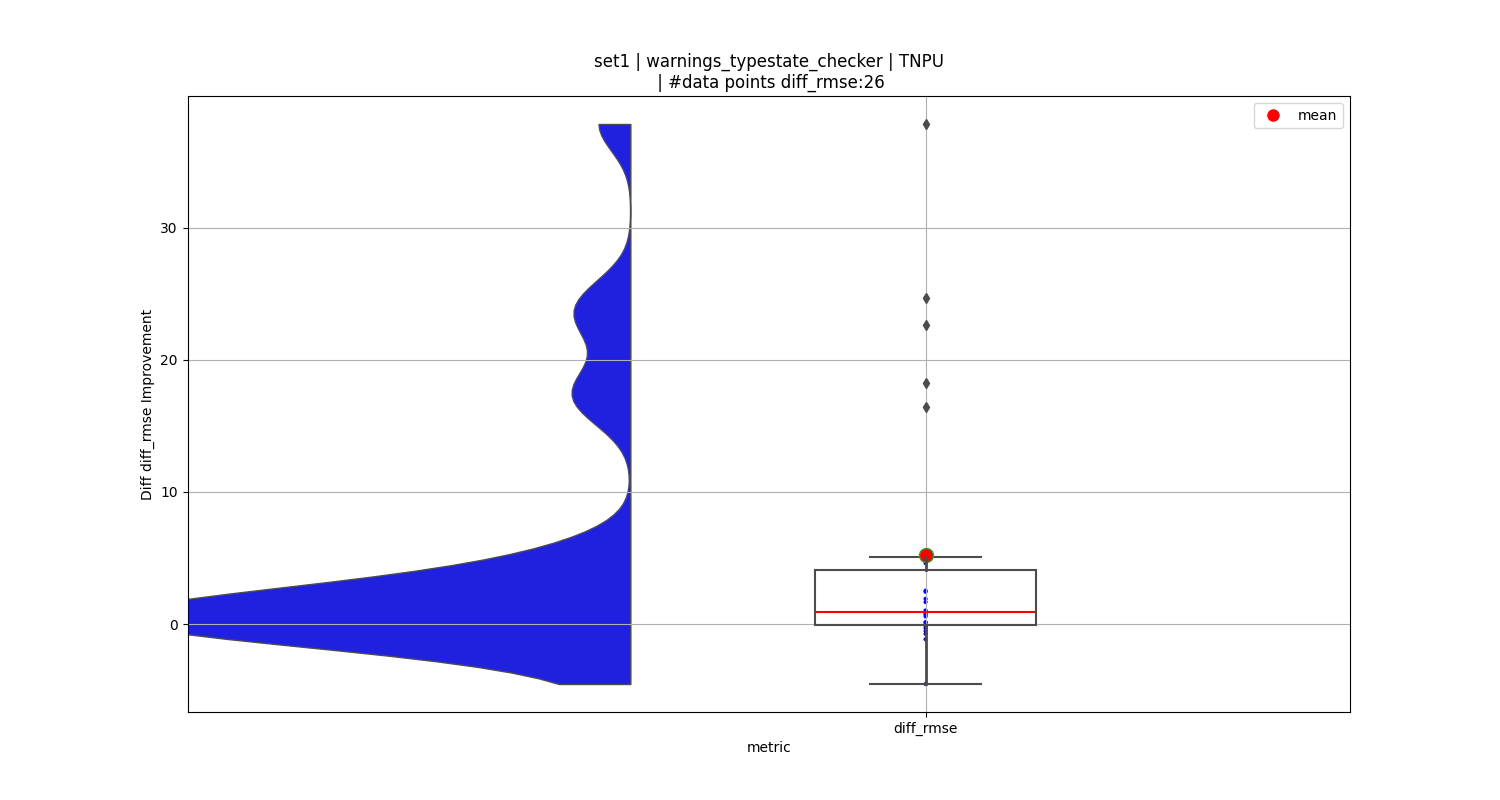 set1 | warnings_typestate_checker | TNPU
| #data points diff_rmse:26
mean
30
20
10
0
Diff diff_rmse Improvement
diff_rmse
metric